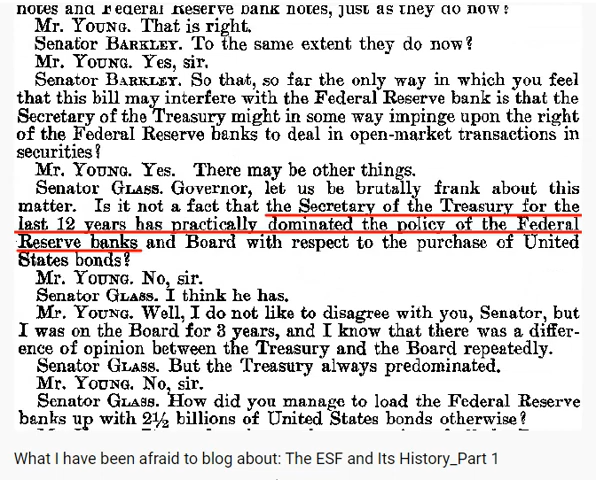 notes and Federal Reserve bank notes, just as they do now?
Mr. YOUNG. That is right.
Senator BARKLEY. To the same extent they do now?
Mr. YOUNG. Yes, sir.
Senator BARKLEY. So that, so far the only way in which you feel
that this bill may interfere with the Federal Reserve bank is that the
Secretary of the Treasury might in some way impinge upon the right
of the Federal Reserve banks to deal in open-market transactions in
securities?
Mr. YOUNG. Yes. There may be other things.
Senator GLASS. Governor, let us be brutally frank about this
matter. Is it not a fact that the Secretary of the Treasury for the
last 12 years has practically dominated the policy of the Federal
Reserve banks and Board with respect to the purchase of United
States bonds?
Mr. YOUNG. No, sir.
Senator GLASS. I think he has.
Mr. YOUNG. Well, I do not like to disagree with you, Senator, but
I was on the Board for 3 years, and I know that there was a differ-
ence of opinion between the Treasury and the Board repeatedly.
Senator GLASS. But the Treasury always predominated.
Mr. YOUNG. No, sir.
Senator GLASS. How did you manage to load the Federal Reserve
banks up with 2½ billions of United States bonds otherwise?
What I have been afraid to blog about: The ESF and Its History_Part 1